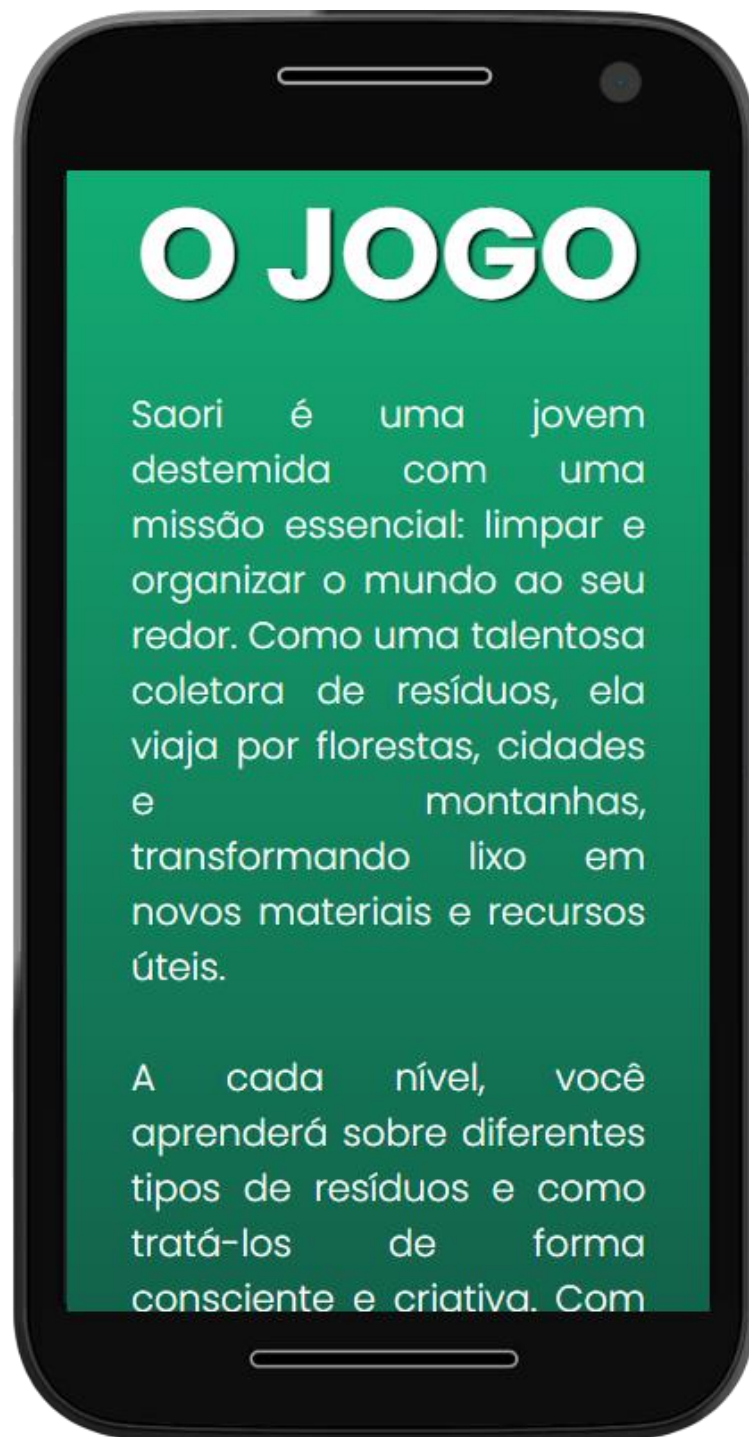 O JOGO
Saori é uma jovem
destemida com uma
missão essencial: limpar e
organizar o mundo ao seu
redor. Como uma talentosa
coletora de resíduos, ela
viaja por florestas, cidades
e montanhas,
transformando lixo em
novos materiais e recursos
úteis.
A cada nível, você
aprenderá sobre diferentes
tipos de resíduos e como
tratá-los de forma
consciente e criativa. Com